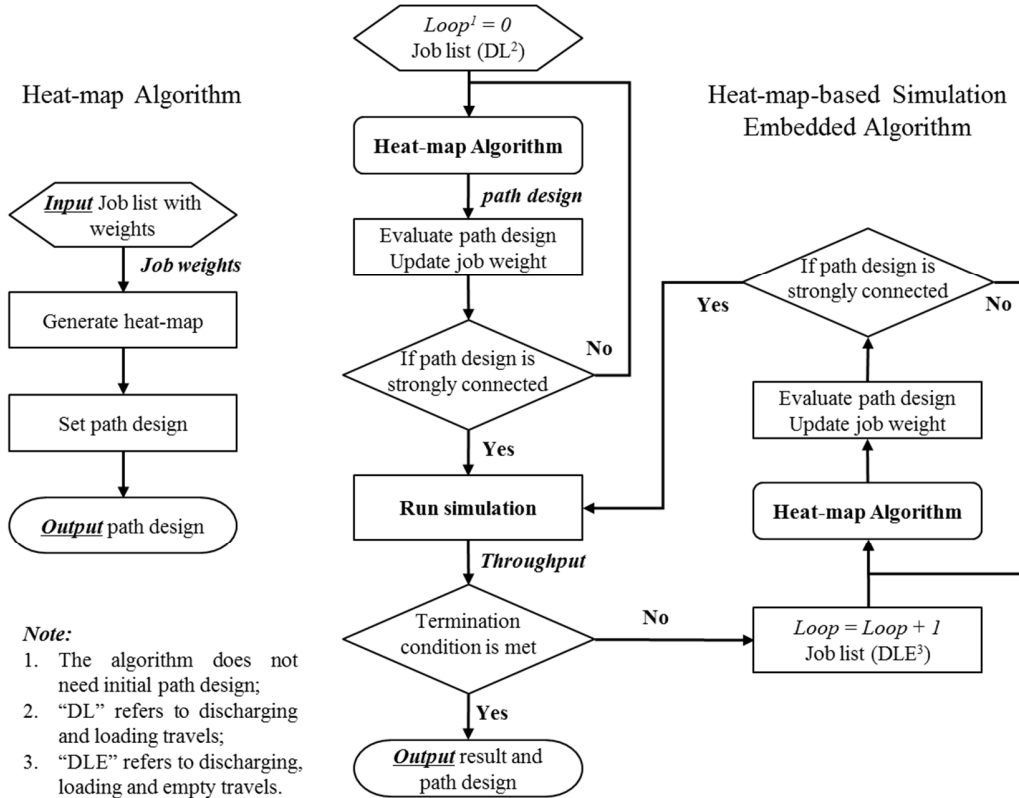 Heat-map Algorithm
Input Job list with
weights
Job weights
Generate heat-map
Set path design
Output path design
Note:
1. The algorithm does not
need initial path design;
2. “DL” refers to discharging
and loading travels;
3. “DLE” refers to discharging,
loading and empty travels.
Loop¹ = 0
Job list (DL²)
Heat-map Algorithm
path design
Evaluate path design
Update job weight
If path design is
strongly connected
No
Yes
Run simulation
Throughput
Termination
condition is met
No
Yes
Output result and
path design
Heat-map-based Simulation
Embedded Algorithm
If path design is
strongly connected
Yes
No
Evaluate path design
Update job weight
Heat-map Algorithm
Loop = Loop + 1
Job list (DLE³)